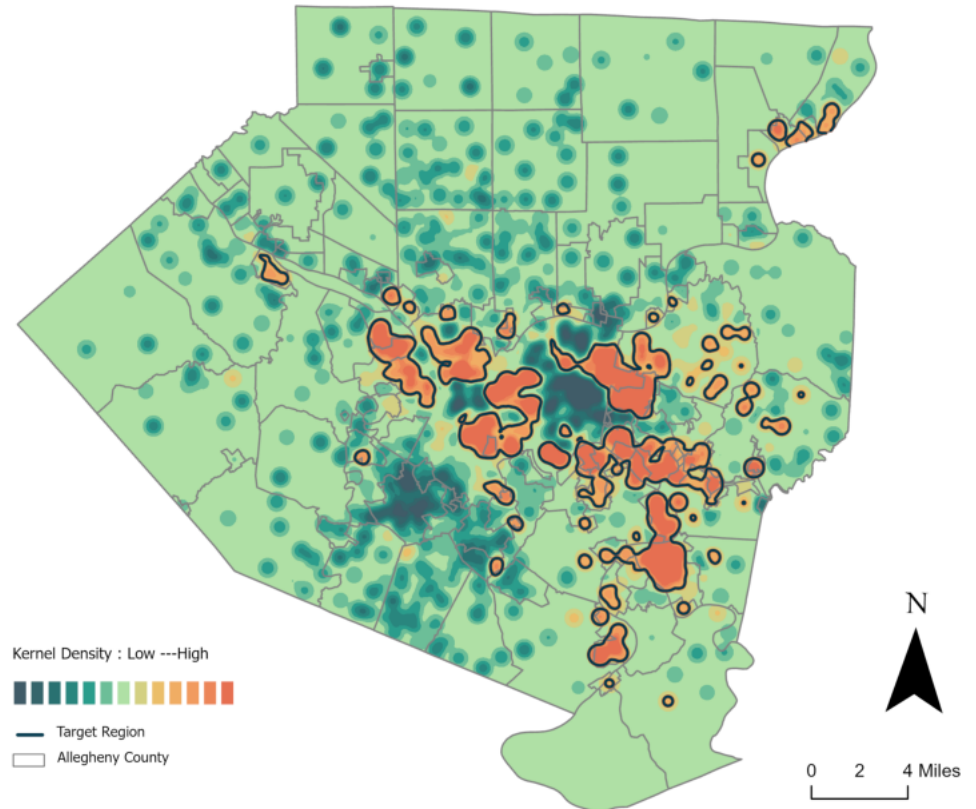 N
Kernel Density : Low ---High
Target Region
Allegheny County
0 2 4 Miles